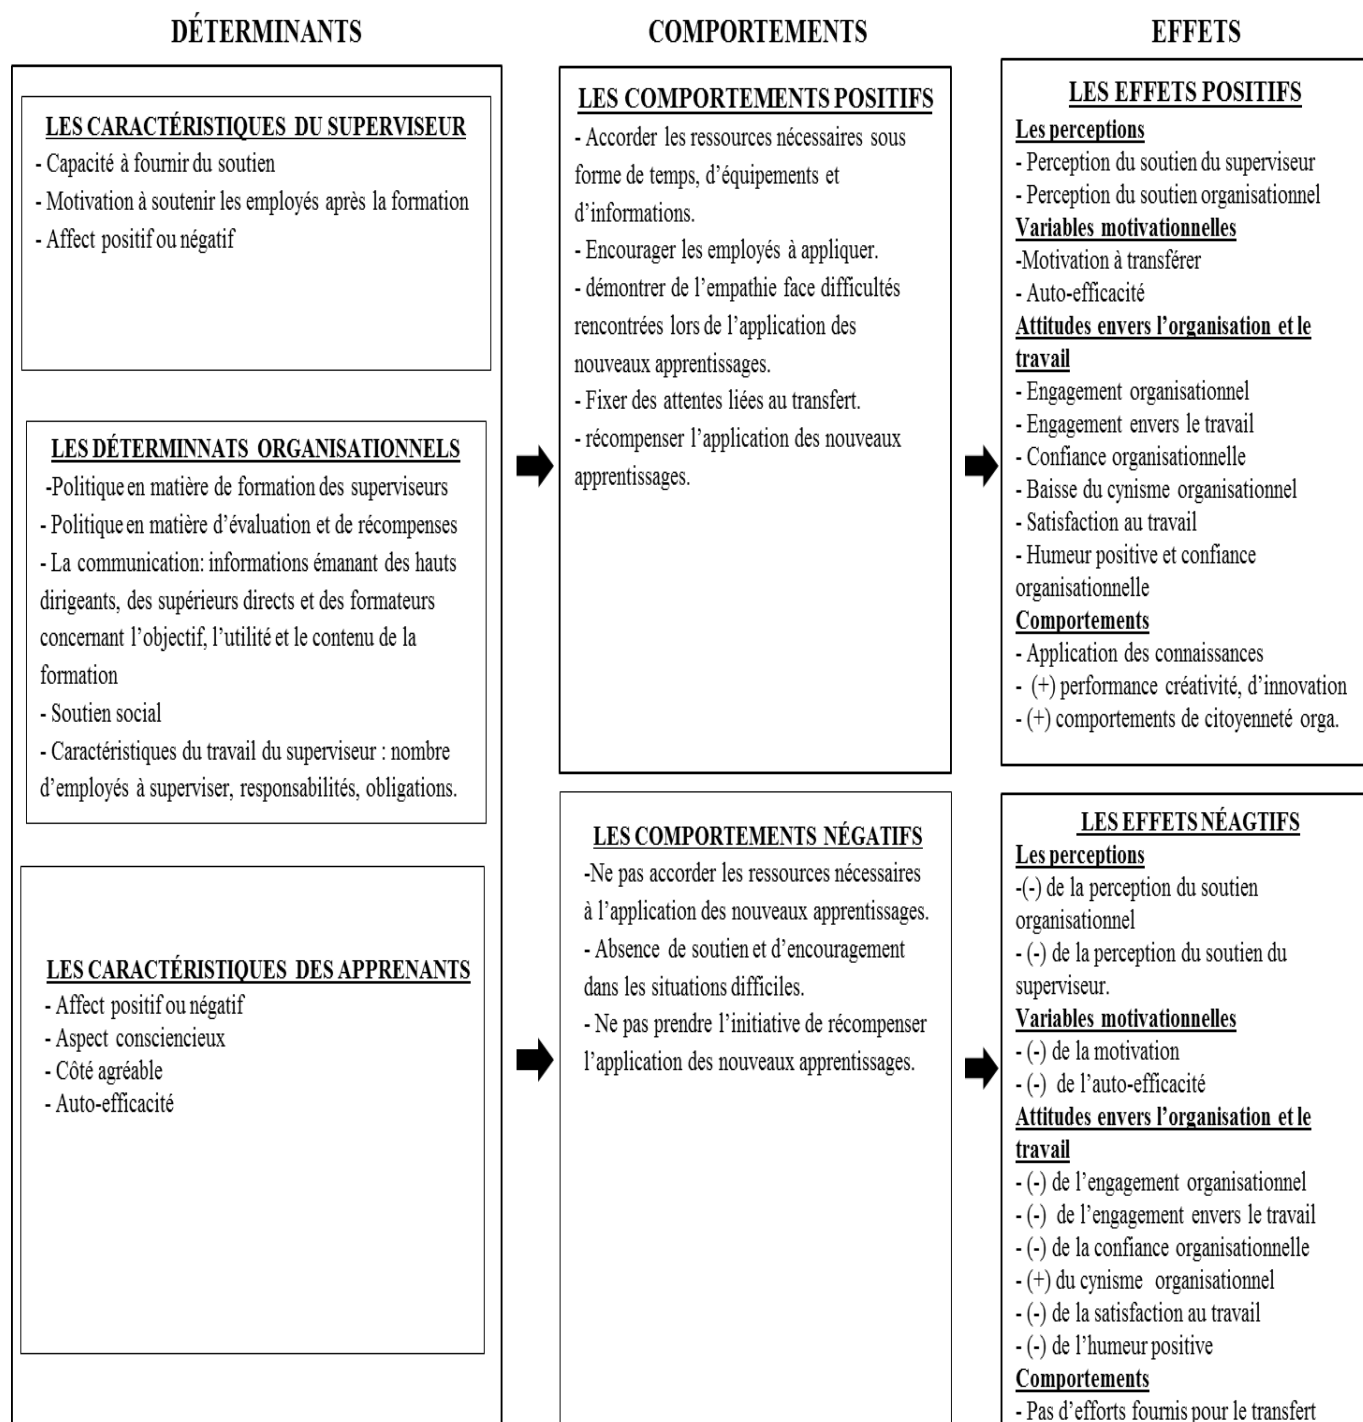 DÉTERMINANTS
LES CARACTÉRISTIQUES DU SUPERVISEUR
- Capacité à fournir du soutien
- Motivation à soutenir les employés après la formation
- Affect positif ou négatif
LES DÉTERMINNATS ORGANISATIONNELS
-Politique en matière de formation des superviseurs
- Politique en matière d’évaluation et de récompenses
- La communication: informations émanant des hauts
dirigeants, des supérieurs directs et des formateurs
concernant l’objectif, l’utilité et le contenu de la
formation
- Soutien social
- Caractéristiques du travail du superviseur : nombre
d’employés à superviser, responsabilités, obligations.
LES CARACTÉRISTIQUES DES APPRENANTS
- Affect positif ou négatif
- Aspect consciencieux
- Côté agréable
- Auto-efficacité
COMPORTEMENTS
LES COMPORTEMENTS POSITIFS
- Accorder les ressources nécessaires sous
forme de temps, d’équipements et
d’informations.
- Encourager les employés à appliquer.
- démontrer de l’empathie face difficultés
rencontrées lors de l’application des
nouveaux apprentissages.
- Fixer des attentes liées au transfert.
- récompenser l’application des nouveaux
apprentissages.
LES COMPORTEMENTS NÉGATIFS
-Ne pas accorder les ressources nécessaires
à l’application des nouveaux apprentissages.
- Absence de soutien et d’encouragement
dans les situations difficiles.
- Ne pas prendre l’initiative de récompenser
l’application des nouveaux apprentissages.
EFFETS
LES EFFETS POSITIFS
Les perceptions
- Perception du soutien du superviseur
- Perception du soutien organisationnel
Variables motivationnelles
-Motivation à transférer
- Auto-efficacité
Attitudes envers l’organisation et le
travail
- Engagement organisationnel
- Engagement envers le travail
- Confiance organisationnelle
- Baisse du cynisme organisationnel
- Satisfaction au travail
- Humeur positive et confiance
organisationnelle
Comportements
- Application des connaissances
- (+) performance créativité, d’innovation
- (+) comportements de citoyenneté orga.
LES EFFETS NÉAGTIFS
Les perceptions
-(-) de la perception du soutien
organisationnel
- (-) de la perception du soutien du
superviseur.
Variables motivationnelles
- (-) de la motivation
- (-) de l’auto-efficacité
Attitudes envers l’organisation et le
travail
- (-) de l’engagement organisationnel
- (-) de l’engagement envers le travail
- (-) de la confiance organisationnelle
- (+) du cynisme organisationnel
- (-) de la satisfaction au travail
- (-) de l’humeur positive
Comportements
- Pas d’efforts fournis pour le transfert